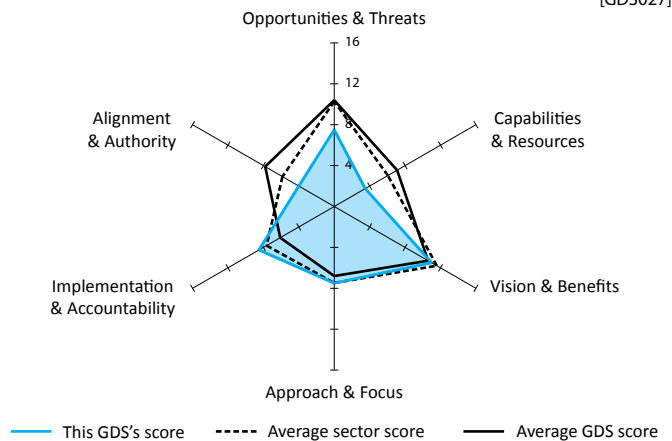 [GDS027]
Opportunities & Threats
16
12
8
4
Alignment
& Authority
Capabilities
& Resources
Implementation
& Accountability
Vision & Benefits
Approach & Focus
This GDS's score
Average sector score
Average GDS score